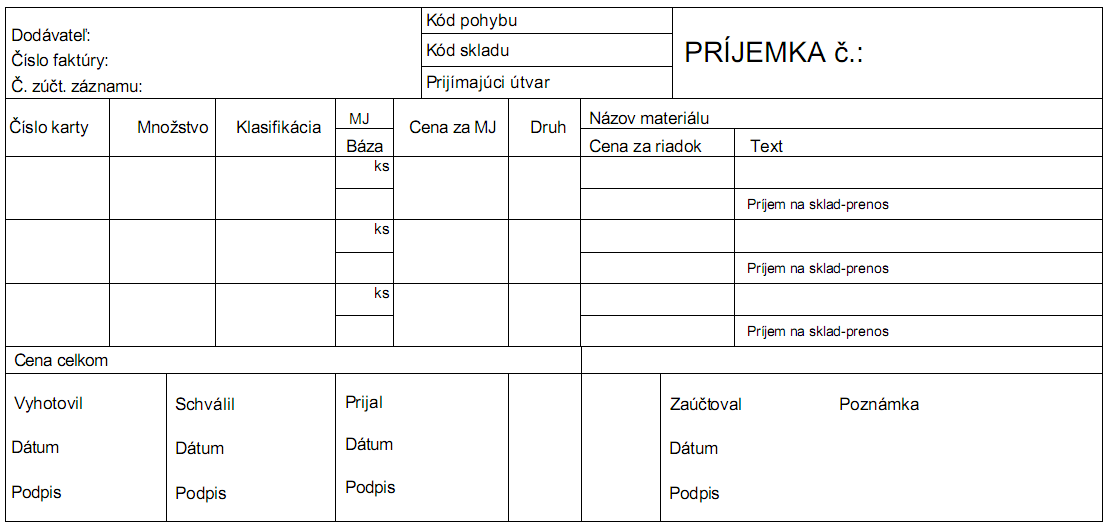 Dodávateľ:
Číslo faktúry:
Č. zúčt. záznamu:
Kód pohybu
Kód skladu
Prijímajúci útvar
PRÍJEMKA č.:
Číslo karty
Množstvo
Klasifikácia
MJ
Báza
Cena za MJ
Druh
Názov materiálu
Cena za riadok
Text
ks
Príjem na sklad-prenos
ks
Príjem na sklad-prenos
ks
Príjem na sklad-prenos
Cena celkom
Vyhotovil
Dátum
Podpis
Schválil
Dátum
Podpis
Prijal
Dátum
Podpis
Zaúčtoval
Dátum
Podpis
Poznámka